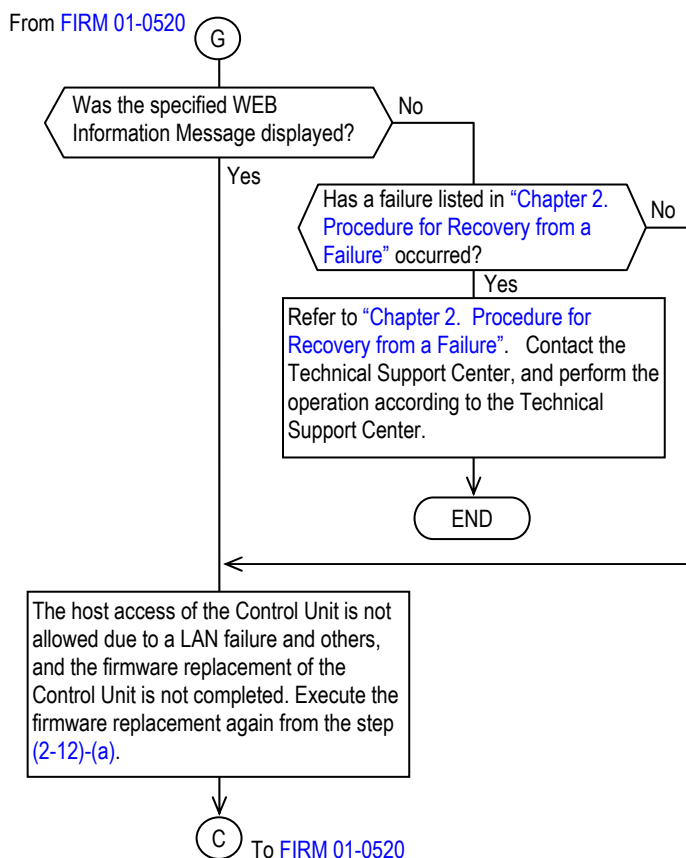 From FIRM 01-0520
G
Was the specified WEB
Information Message displayed?
No
Yes
Has a failure listed in “Chapter 2.
Procedure for Recovery from a
Failure” occurred?
No
Yes
Refer to “Chapter 2. Procedure for
Recovery from a Failure”. Contact the
Technical Support Center, and perform the
operation according to the Technical
Support Center.
END
The host access of the Control Unit is not
allowed due to a LAN failure and others,
and the firmware replacement of the
Control Unit is not completed. Execute the
firmware replacement again from the step
(2-12)-(a).
C
To FIRM 01-0520